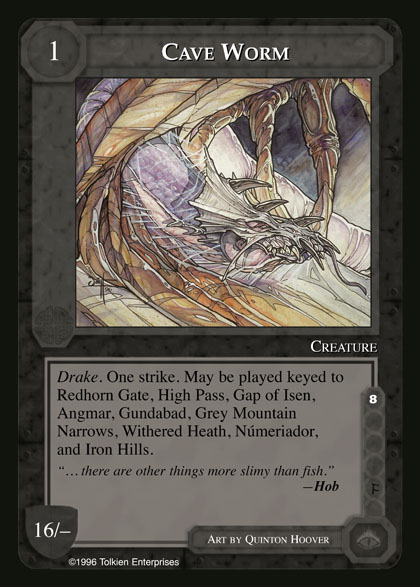 1
CAVE WORM
CREATURE
Drake. One strike. May be played keyed to
Redhorn Gate, High Pass, Gap of Isen,
Angmar, Gundabad, Grey Mountain
Narrows, Withered Heath, Númeriador,
and Iron Hills.
“... there are other things more slimy than fish.”
—Hob
8
16/–
ART BY QUINTON HOOVER
©1996 Tolkien Enterprises